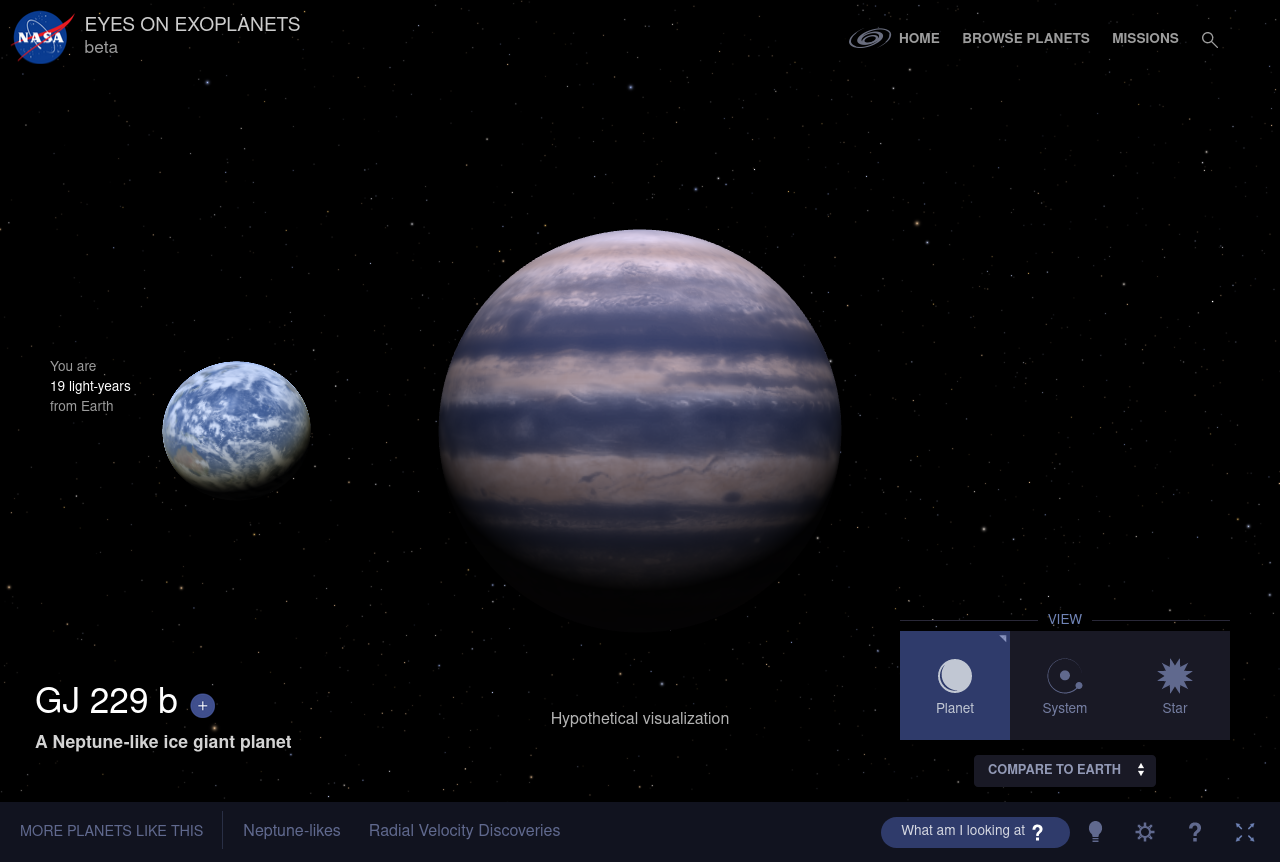 NASA
EYES ON EXOPLANETS
beta
HOME
BROWSE PLANETS
MISSIONS
You are
19 light-years
from Earth
VIEW
Planet
System
Star
GJ 229 b +
A Neptune-like ice giant planet
Hypothetical visualization
COMPARE TO EARTH
MORE PLANETS LIKE THIS
Neptune-likes
Radial Velocity Discoveries
What am I looking at ?
?